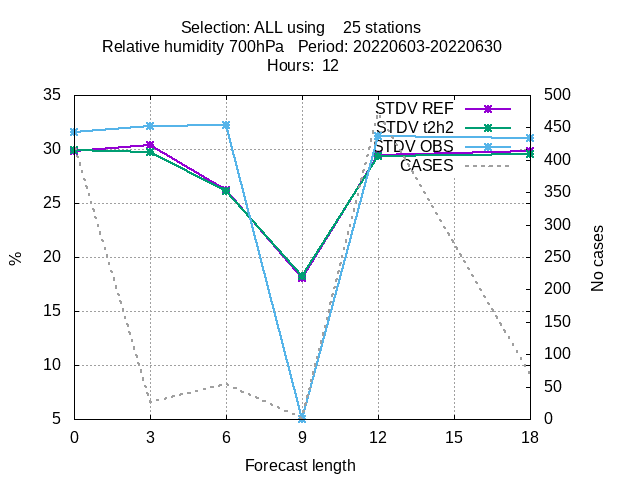 Selection: ALL using    25 stations
Relative humidity 700hPa   Period: 20220603-20220630
Hours:  12
35
30
25
20
15
10
5
500
450
400
350
300
250
200
150
100
50
0
STDV REF
STDV t2h2
STDV OBS
CASES
%
No cases
0 3 6 9 12 15 18
Forecast length